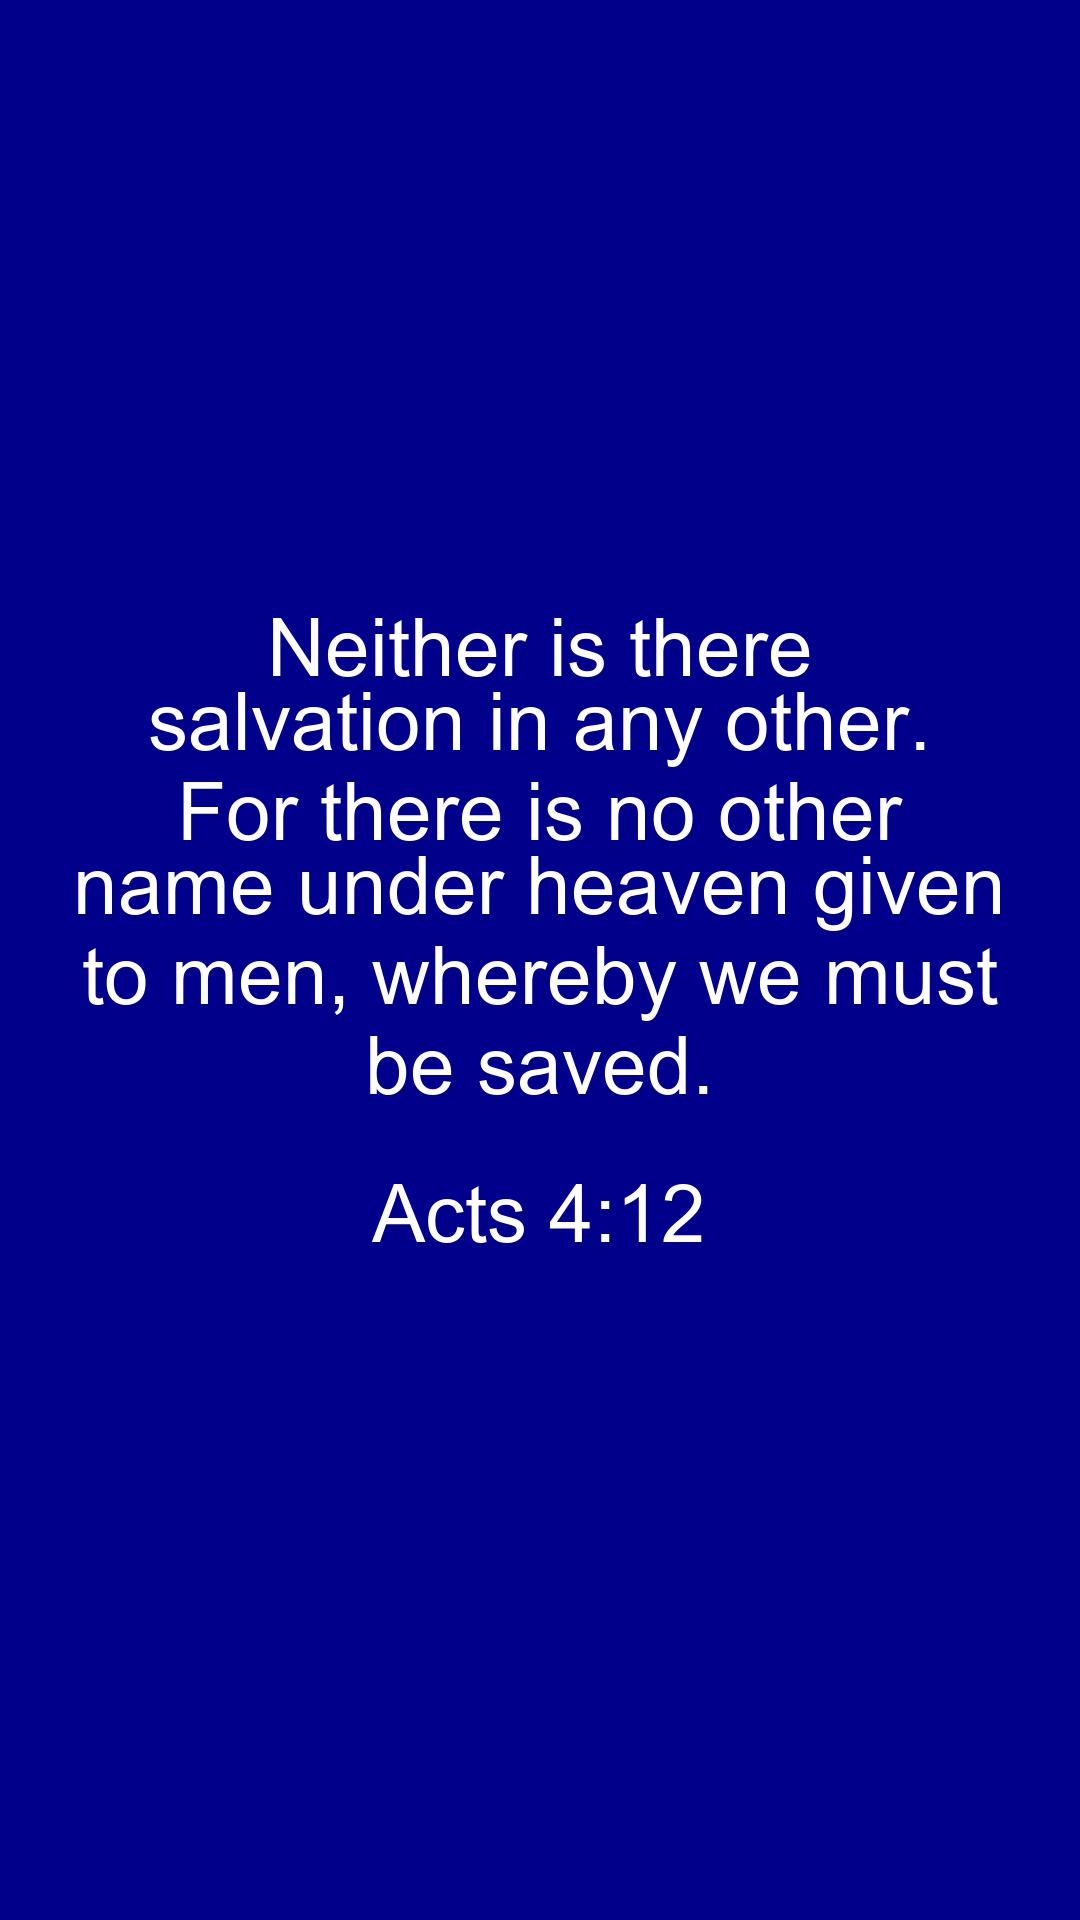 Neither is there
salvation in any other.
For there is no other
name under heaven given
to men, whereby we must
be saved.
Acts 4:12